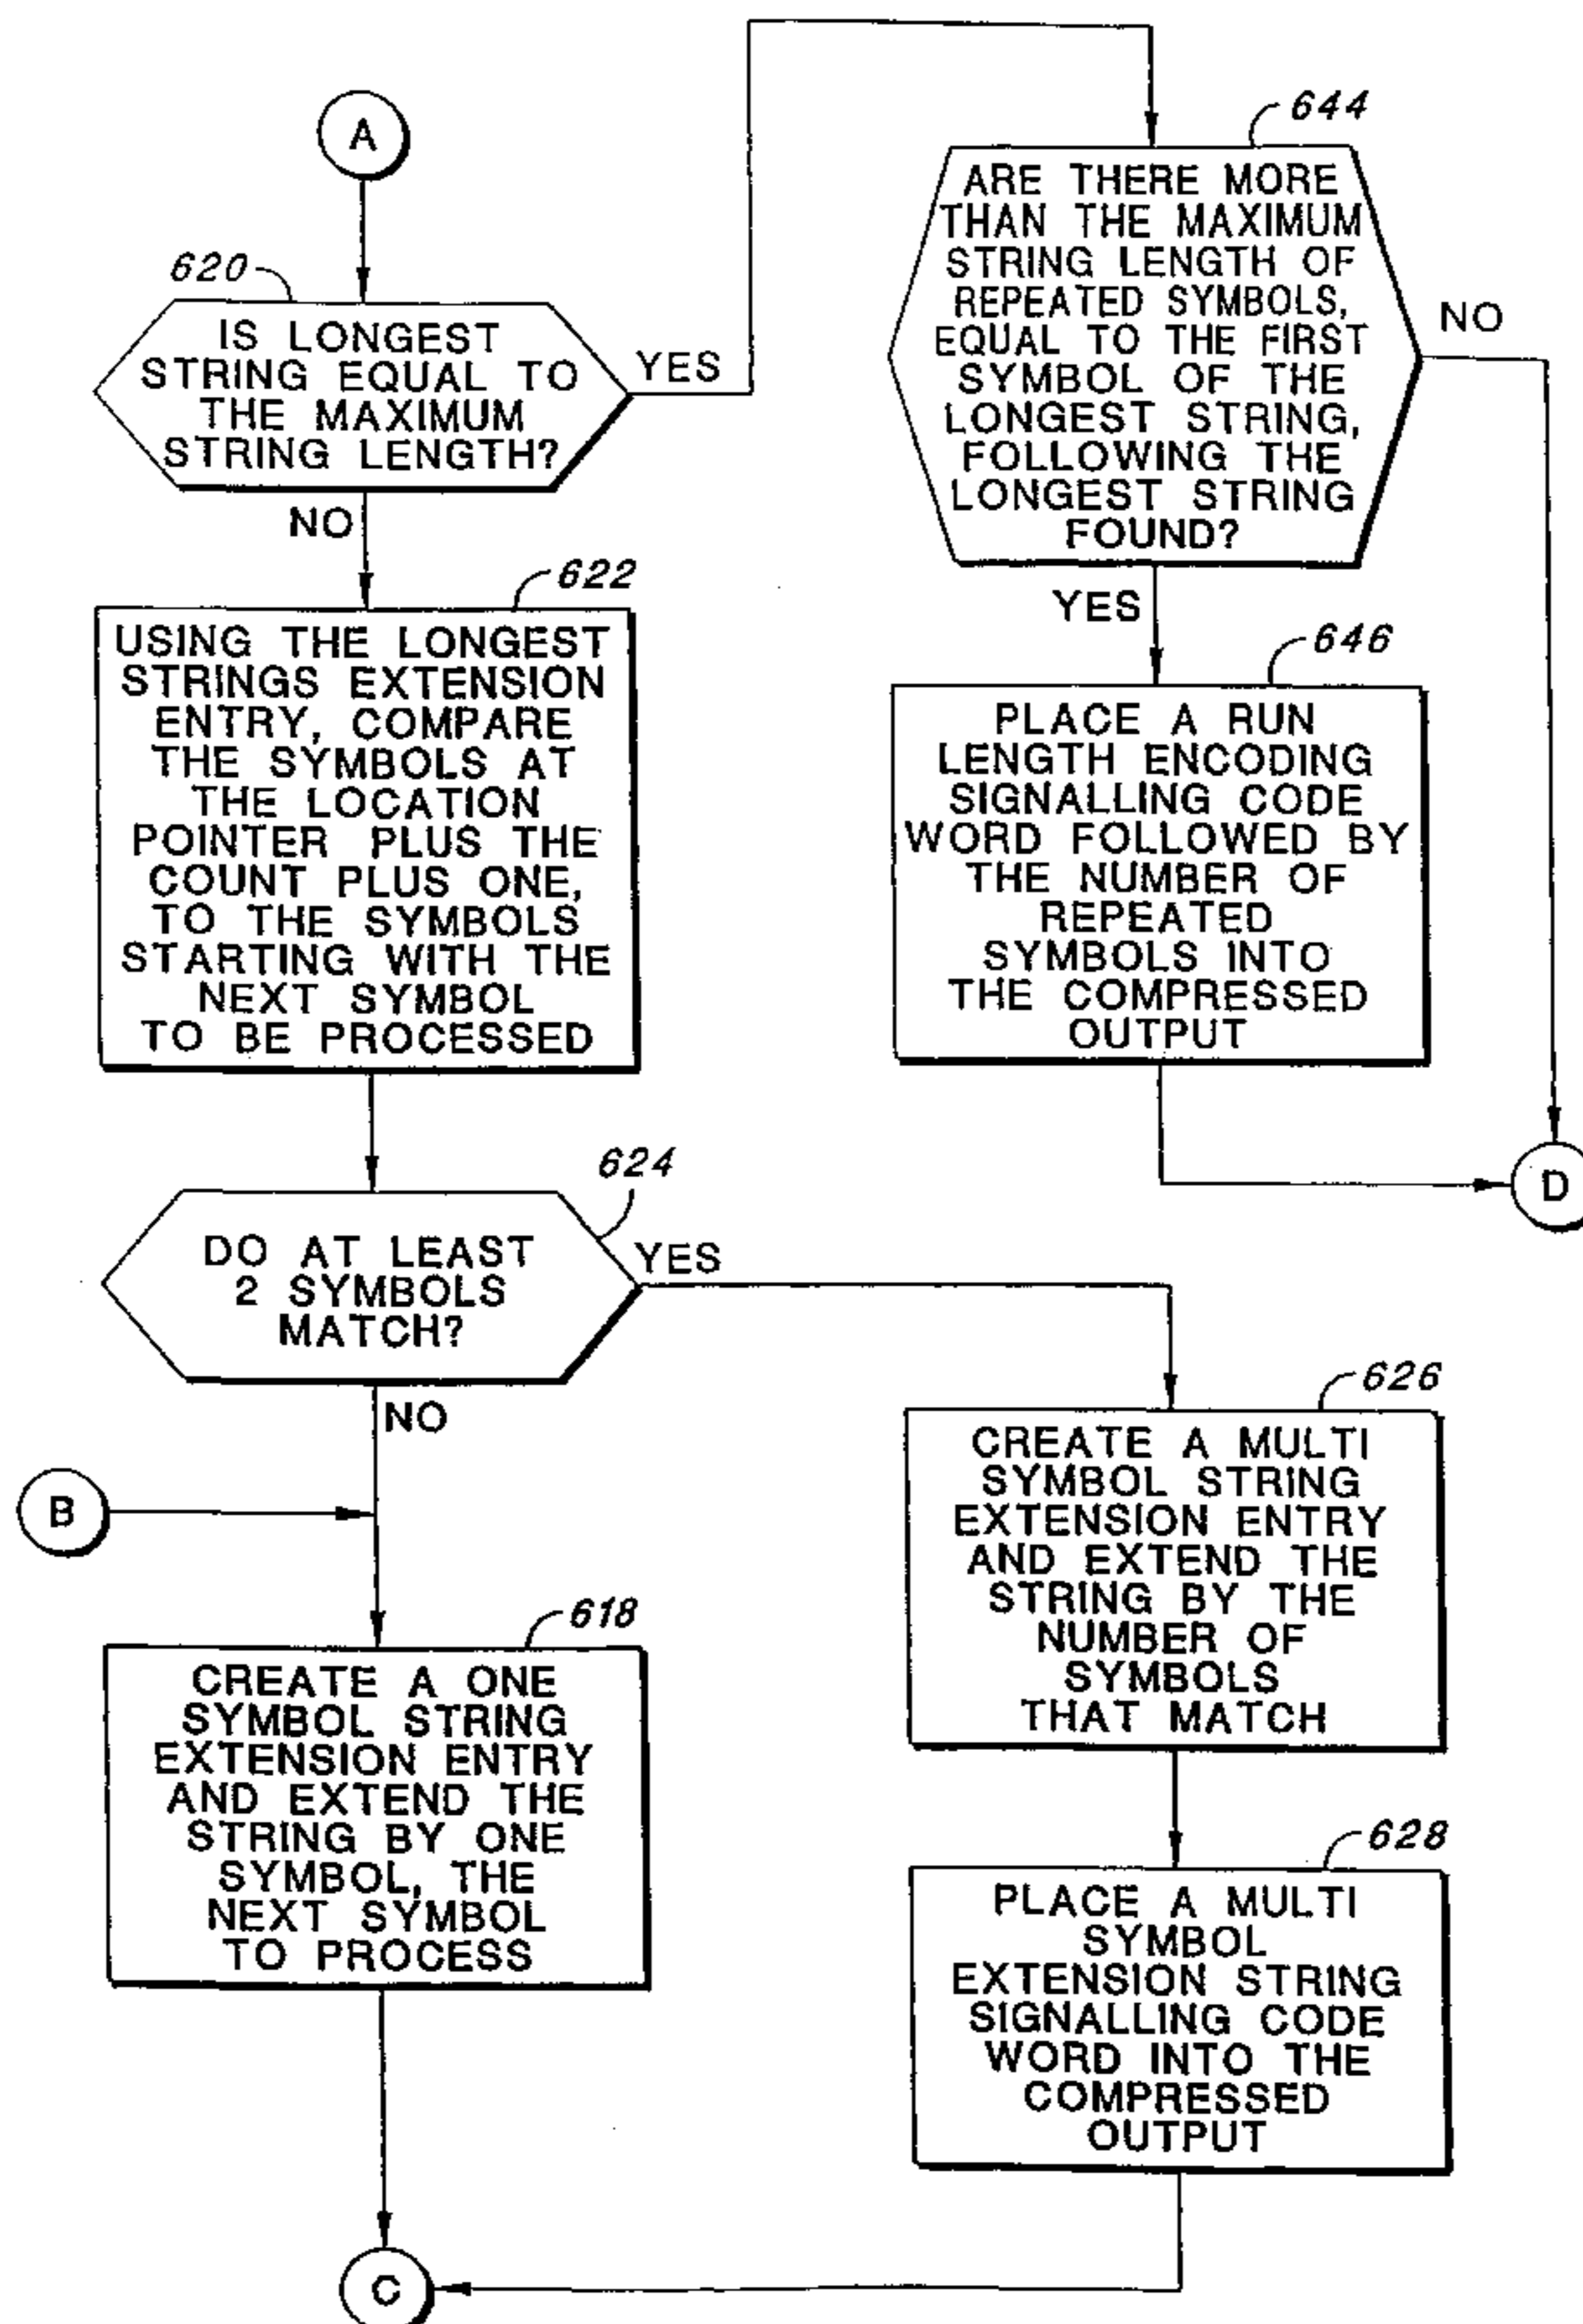 A
620
IS LONGEST
STRING EQUAL TO
THE MAXIMUM
STRING LENGTH?
YES
NO
644
ARE THERE MORE
THAN THE MAXIMUM
STRING LENGTH OF
REPEATED SYMBOLS,
EQUAL TO THE FIRST
SYMBOL OF THE
LONGEST STRING,
FOLLOWING THE
LONGEST STRING
FOUND?
NO
YES
622
USING THE LONGEST
STRINGS EXTENSION
ENTRY, COMPARE
THE SYMBOLS AT
THE LOCATION
POINTER PLUS THE
COUNT PLUS ONE,
TO THE SYMBOLS
STARTING WITH THE
NEXT SYMBOL
TO BE PROCESSED
646
PLACE A RUN
LENGTH ENCODING
SIGNALLING CODE
WORD FOLLOWED BY
THE NUMBER OF
REPEATED
SYMBOLS INTO
THE COMPRESSED
OUTPUT
D
624
DO AT LEAST
2 SYMBOLS
MATCH?
YES
NO
B
626
CREATE A MULTI
SYMBOL STRING
EXTENSION ENTRY
AND EXTEND THE
STRING BY THE
NUMBER OF
SYMBOLS
THAT MATCH
618
CREATE A ONE
SYMBOL STRING
EXTENSION ENTRY
AND EXTEND THE
STRING BY ONE
SYMBOL, THE
NEXT SYMBOL
TO PROCESS
628
PLACE A MULTI
SYMBOL
EXTENSION STRING
SIGNALLING CODE
WORD INTO THE
COMPRESSED
OUTPUT
C